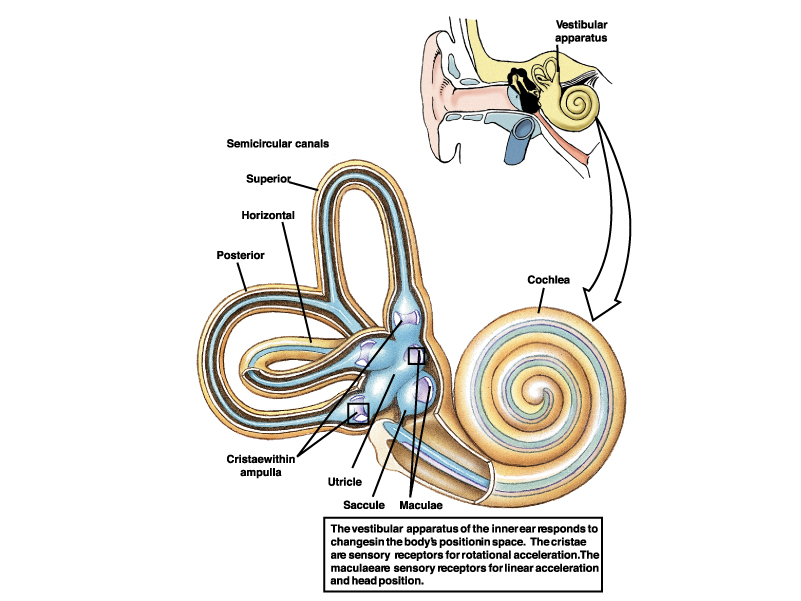 Vestibular
apparatus
Semicircular canals
Superior
Horizontal
Posterior
Cochlea
Cristaewithin
ampulla
Utricle
Saccule
Maculae
The vestibular apparatus of the inner ear responds to
changesin the body's positionin space. The cristae
are sensory receptors for rotational acceleration.The
maculaeare sensory receptors for linear acceleration
and head position.